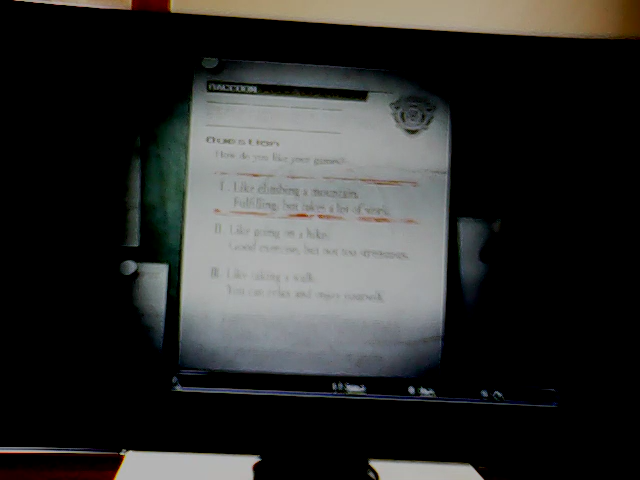 RACCOON
Question
How do you like your games?
I. Like climbing a mountain.
Fulfilling, but takes a lot of work.
II. Like going on a hike.
Good exercise, but not too strenuous.
III. Like taking a walk.
You can relax and enjoy yourself.